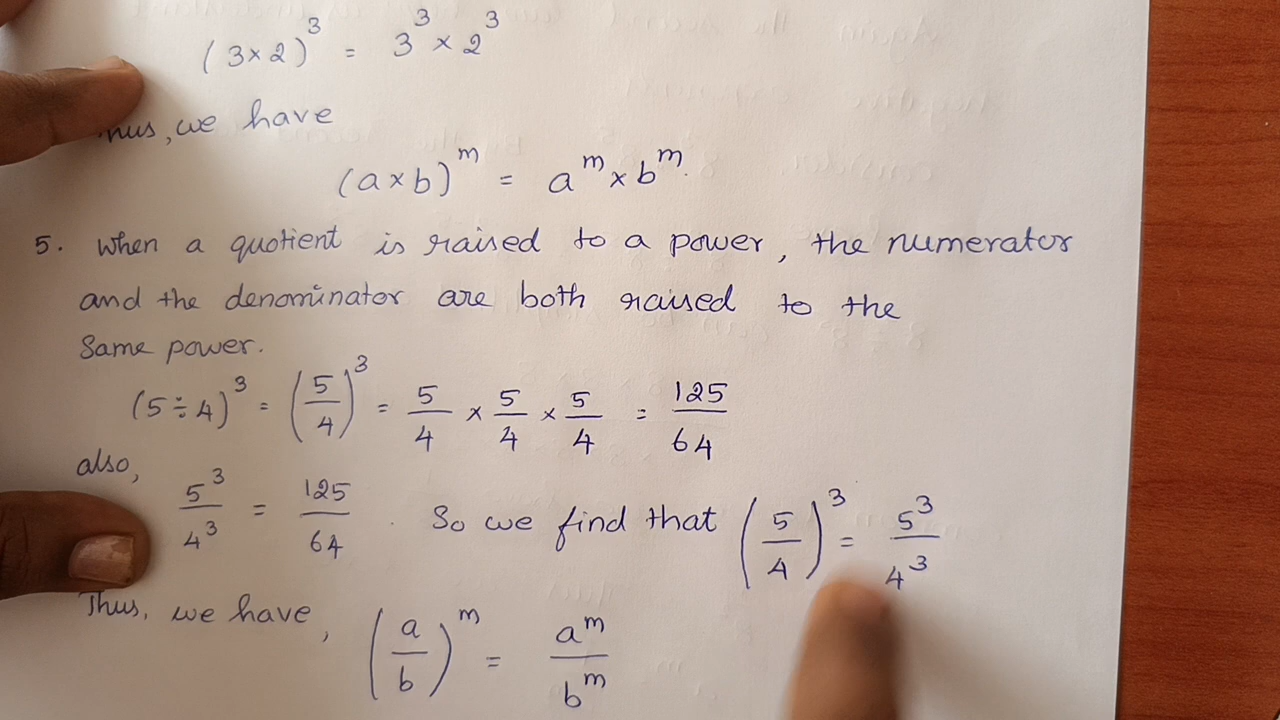 (3×2)³ = 3³ × 2³
Thus, we have
(a×b)ᵐ = aᵐ × bᵐ.
5. When a quotient is raised to a power, the numerator
and the denominator are both raised to the
Same power.
(5÷4)³ = (5/4)³ = 5/4 × 5/4 × 5/4 = 125/64
also,
5³/4³ = 125/64 . So we find that (5/4)³ = 5³/4³
Thus, we have, (a/b)ᵐ = aᵐ/bᵐ